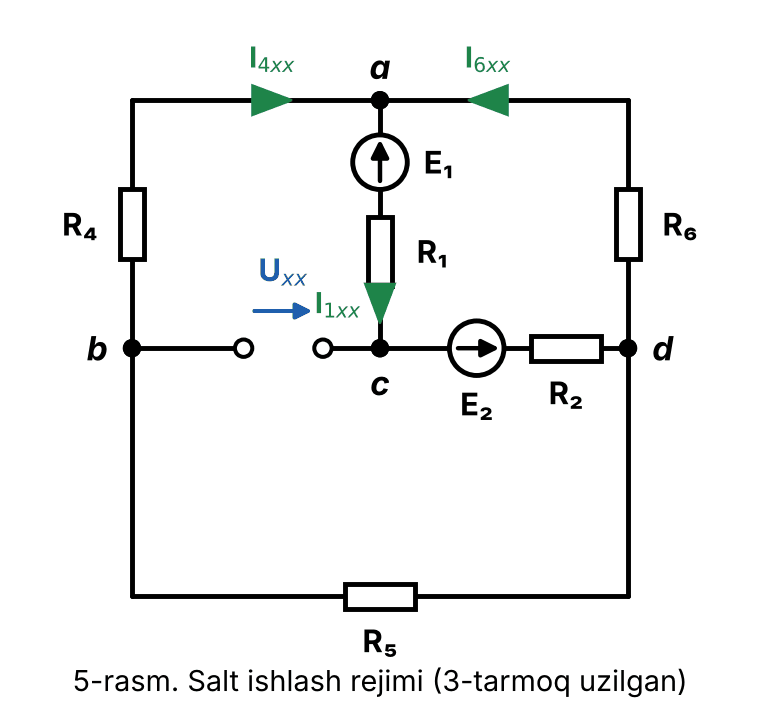 I₄ₓₓ
a
I₆ₓₓ
E₁
R₄
R₁
R₆
Uₓₓ
I₁ₓₓ
b
c
d
E₂
R₂
R₅
5-rasm. Salt ishlash rejimi (3-tarmoq uzilgan)